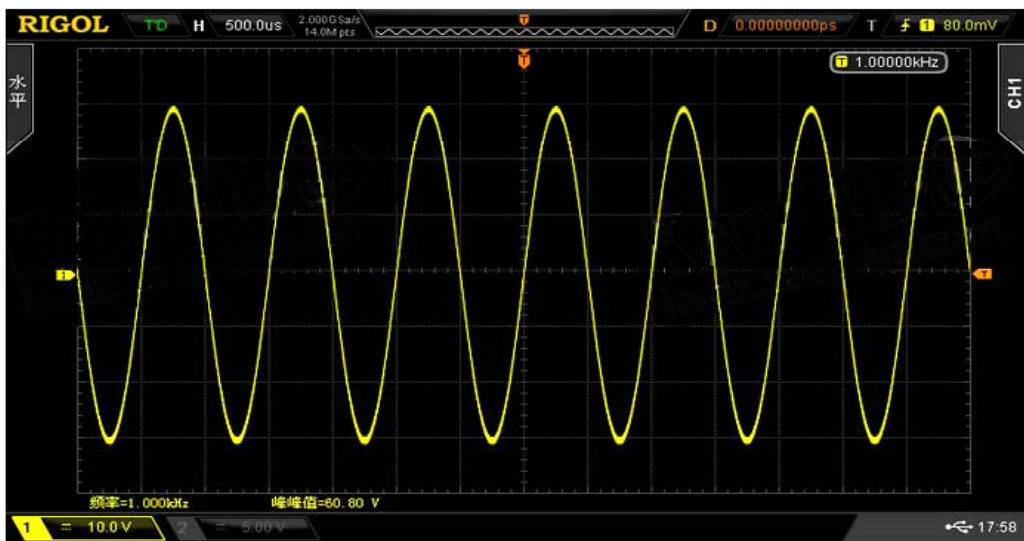 RIGOL T'D H 500.0us 2.000GSa/s 14.0M pts D 0.00000000ps T 1 80.0mV
T
T 1.00000kHz
水平
CH1
1
T
频率=1.000kHz 峰峰值=60.80 V
1 = 10.0 V 2 = 5.00 V 17:58